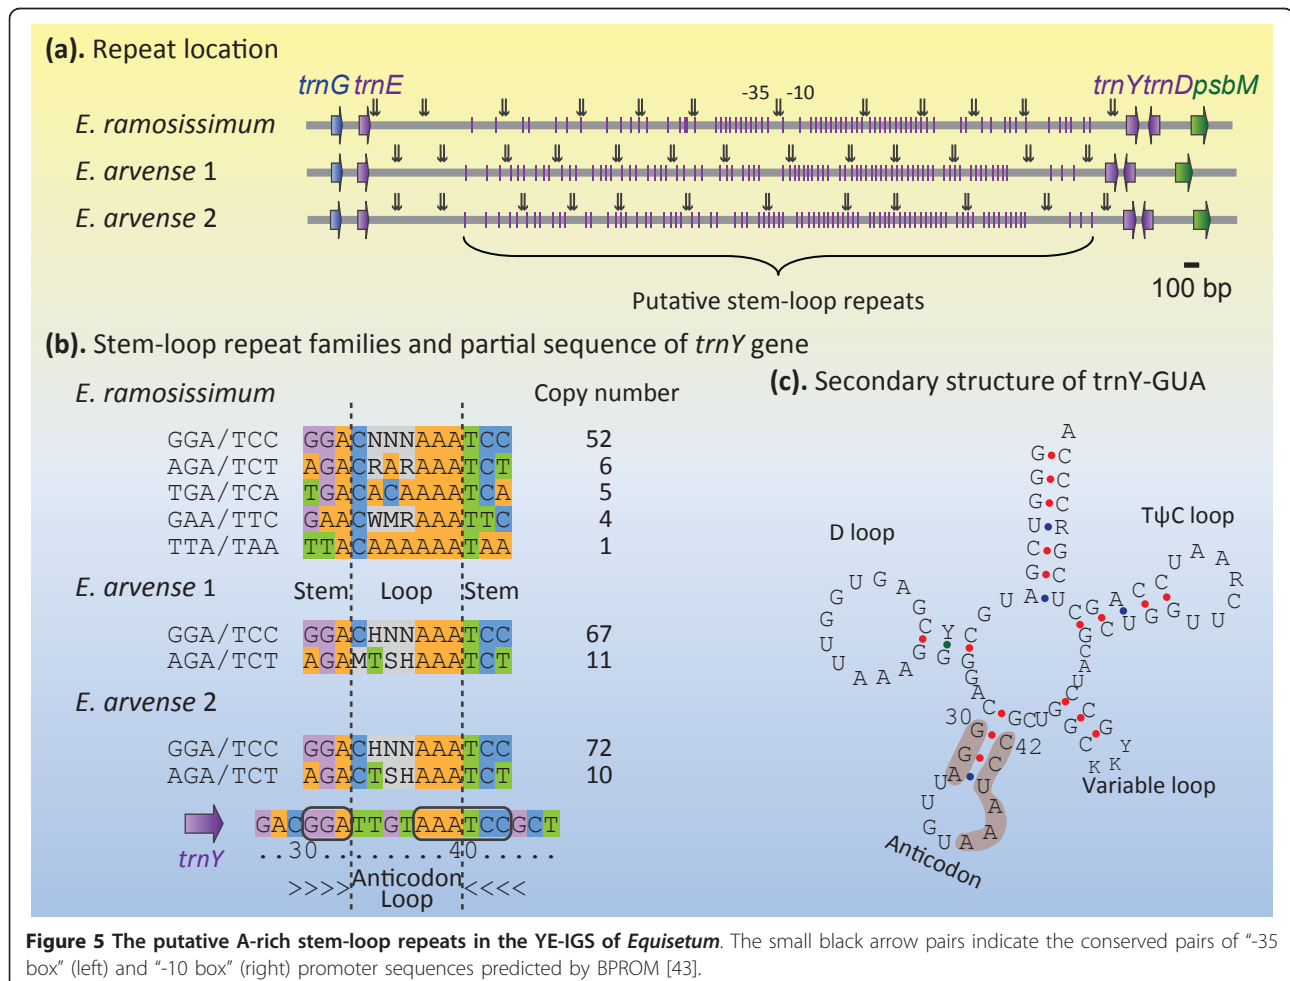 (a). Repeat location
trnG trnE -35 -10 trnY trnD psbM
E. ramosissimum
E. arvense 1
E. arvense 2
Putative stem-loop repeats
100 bp
(b). Stem-loop repeat families and partial sequence of trnY gene
E. ramosissimum
Copy number
GGA/TCC GGACNNNAAATCC 52
AGA/TCT AGACRARAAATCT 6
TGA/TCA TGACACAAAATCA 5
GAA/TTC GAACWMRAAATTC 4
TTA/TAA TTACAAAAAATAA 1
E. arvense 1
Stem Loop Stem
GGA/TCC GGACHNNAAATCC 67
AGA/TCT AGAMTSHAAATCT 11
E. arvense 2
GGA/TCC GGACHNNAAATCC 72
AGA/TCT AGACTSHAAATCT 10
trnY
GACGGATTGTAAATCCGCT
..30.........40.....
>>>> Anticodon Loop <<<<
(c). Secondary structure of trnY-GUA
D loop
TψC loop
30
42
Variable loop
Anticodon
Figure 5 The putative A-rich stem-loop repeats in the YE-IGS of Equisetum. The small black arrow pairs indicate the conserved pairs of “-35
box” (left) and “-10 box” (right) promoter sequences predicted by BPROM [43].